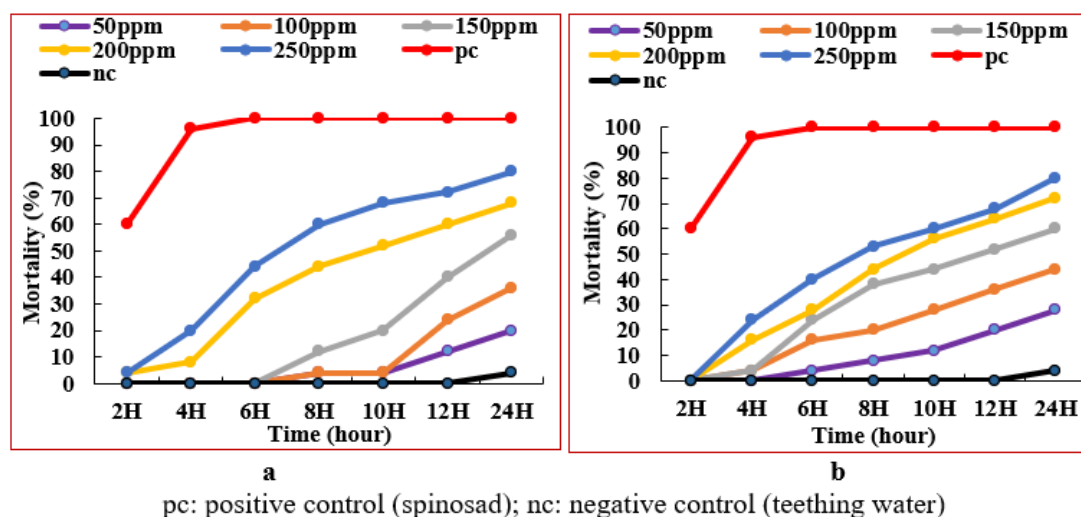 50ppm 100ppm 150ppm
200ppm 250ppm pc
nc
100
90
80
70
60
50
40
30
20
10
0
Mortality (%)
2H 4H 6H 8H 10H 12H 24H
Time (hour)
a
50ppm 100ppm 150ppm
200ppm 250ppm pc
nc
100
90
80
70
60
50
40
30
20
10
0
Mortality (%)
2H 4H 6H 8H 10H 12H 24H
Time (hour)
b
pc: positive control (spinosad); nc: negative control (teething water)